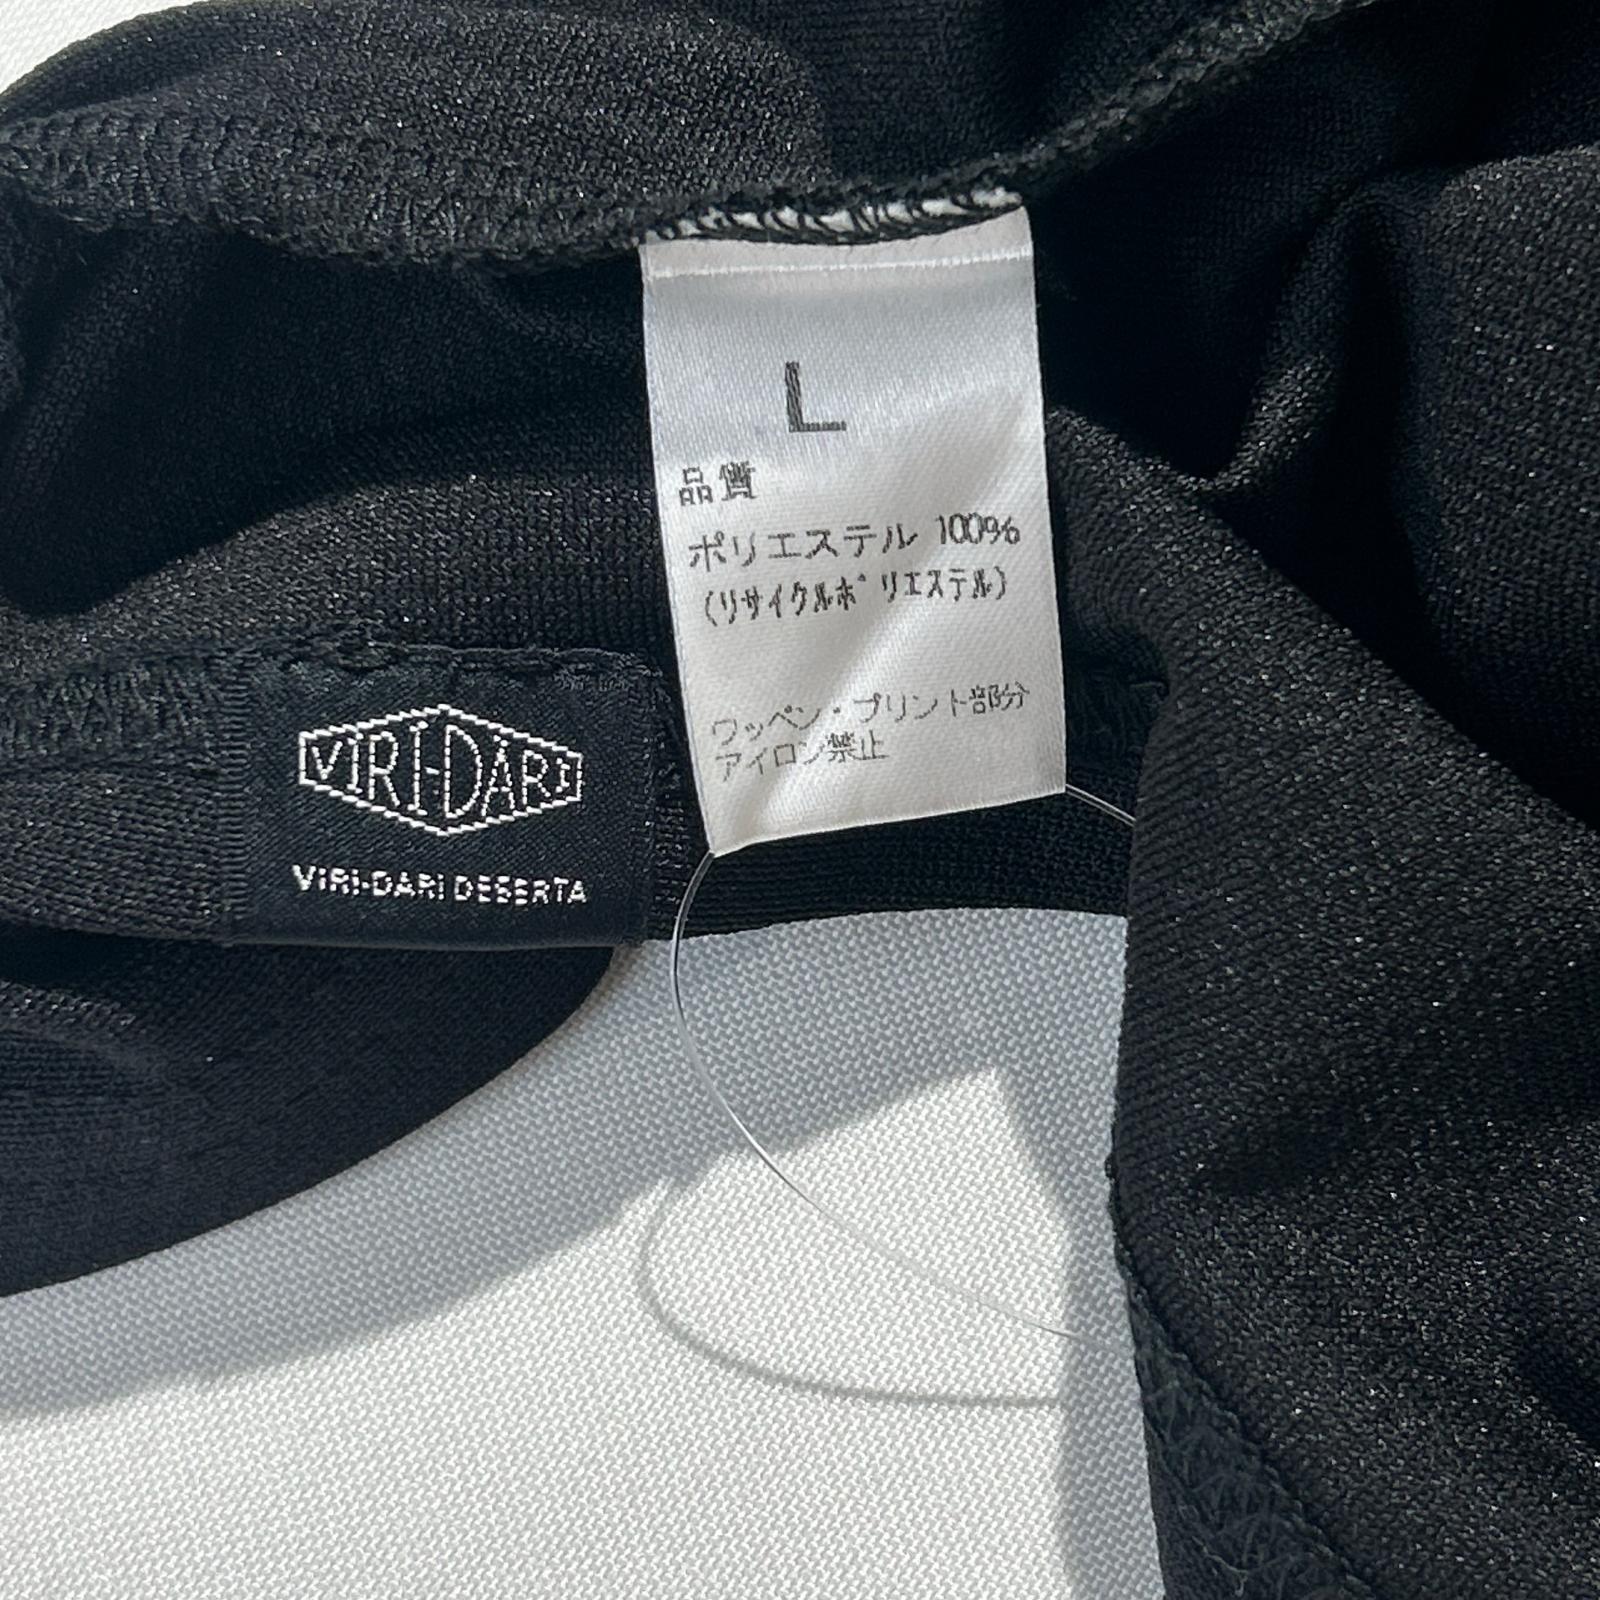 L
品質
ポリエステル 100%
(リサイクルポリエステル)
ワッペン・プリント部分
アイロン禁止
VIRI-DARI
VIRI-DARI DESERTA